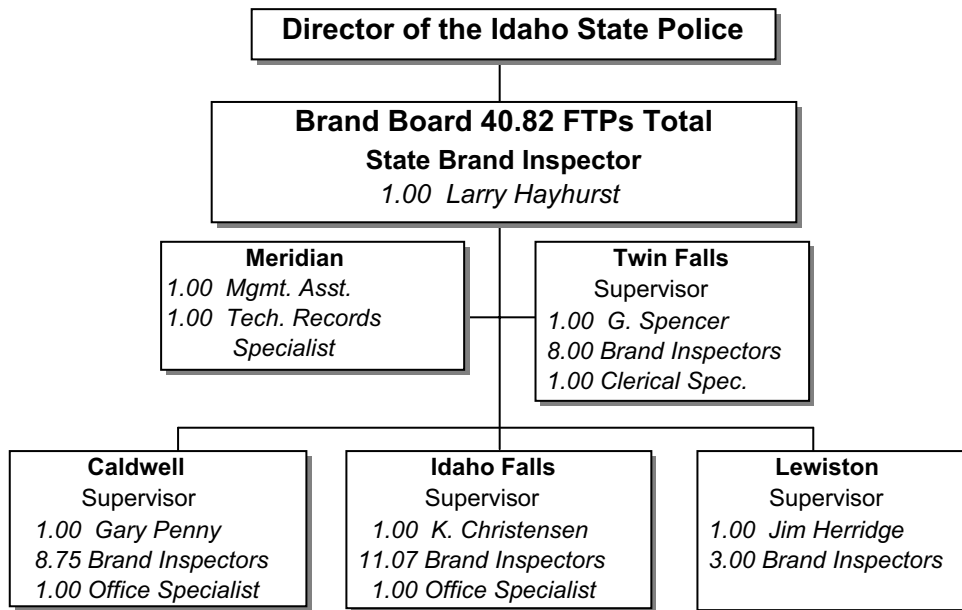 Director of the Idaho State Police
Brand Board 40.82 FTPs Total
State Brand Inspector
1.00 Larry Hayhurst
Meridian
1.00 Mgmt. Asst.
1.00 Tech. Records
Specialist
Twin Falls
Supervisor
1.00 G. Spencer
8.00 Brand Inspectors
1.00 Clerical Spec.
Caldwell
Supervisor
1.00 Gary Penny
8.75 Brand Inspectors
1.00 Office Specialist
Idaho Falls
Supervisor
1.00 K. Christensen
11.07 Brand Inspectors
1.00 Office Specialist
Lewiston
Supervisor
1.00 Jim Herridge
3.00 Brand Inspectors